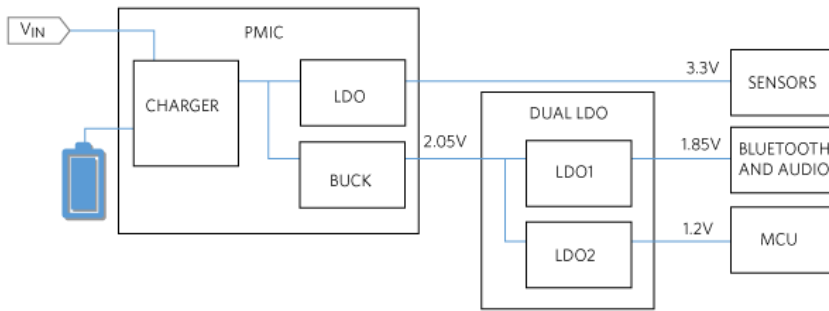 VIN
PMIC
CHARGER
LDO
BUCK
3.3V
SENSORS
2.05V
DUAL LDO
LDO1
1.85V
BLUETOOTH
AND AUDIO
LDO2
1.2V
MCU